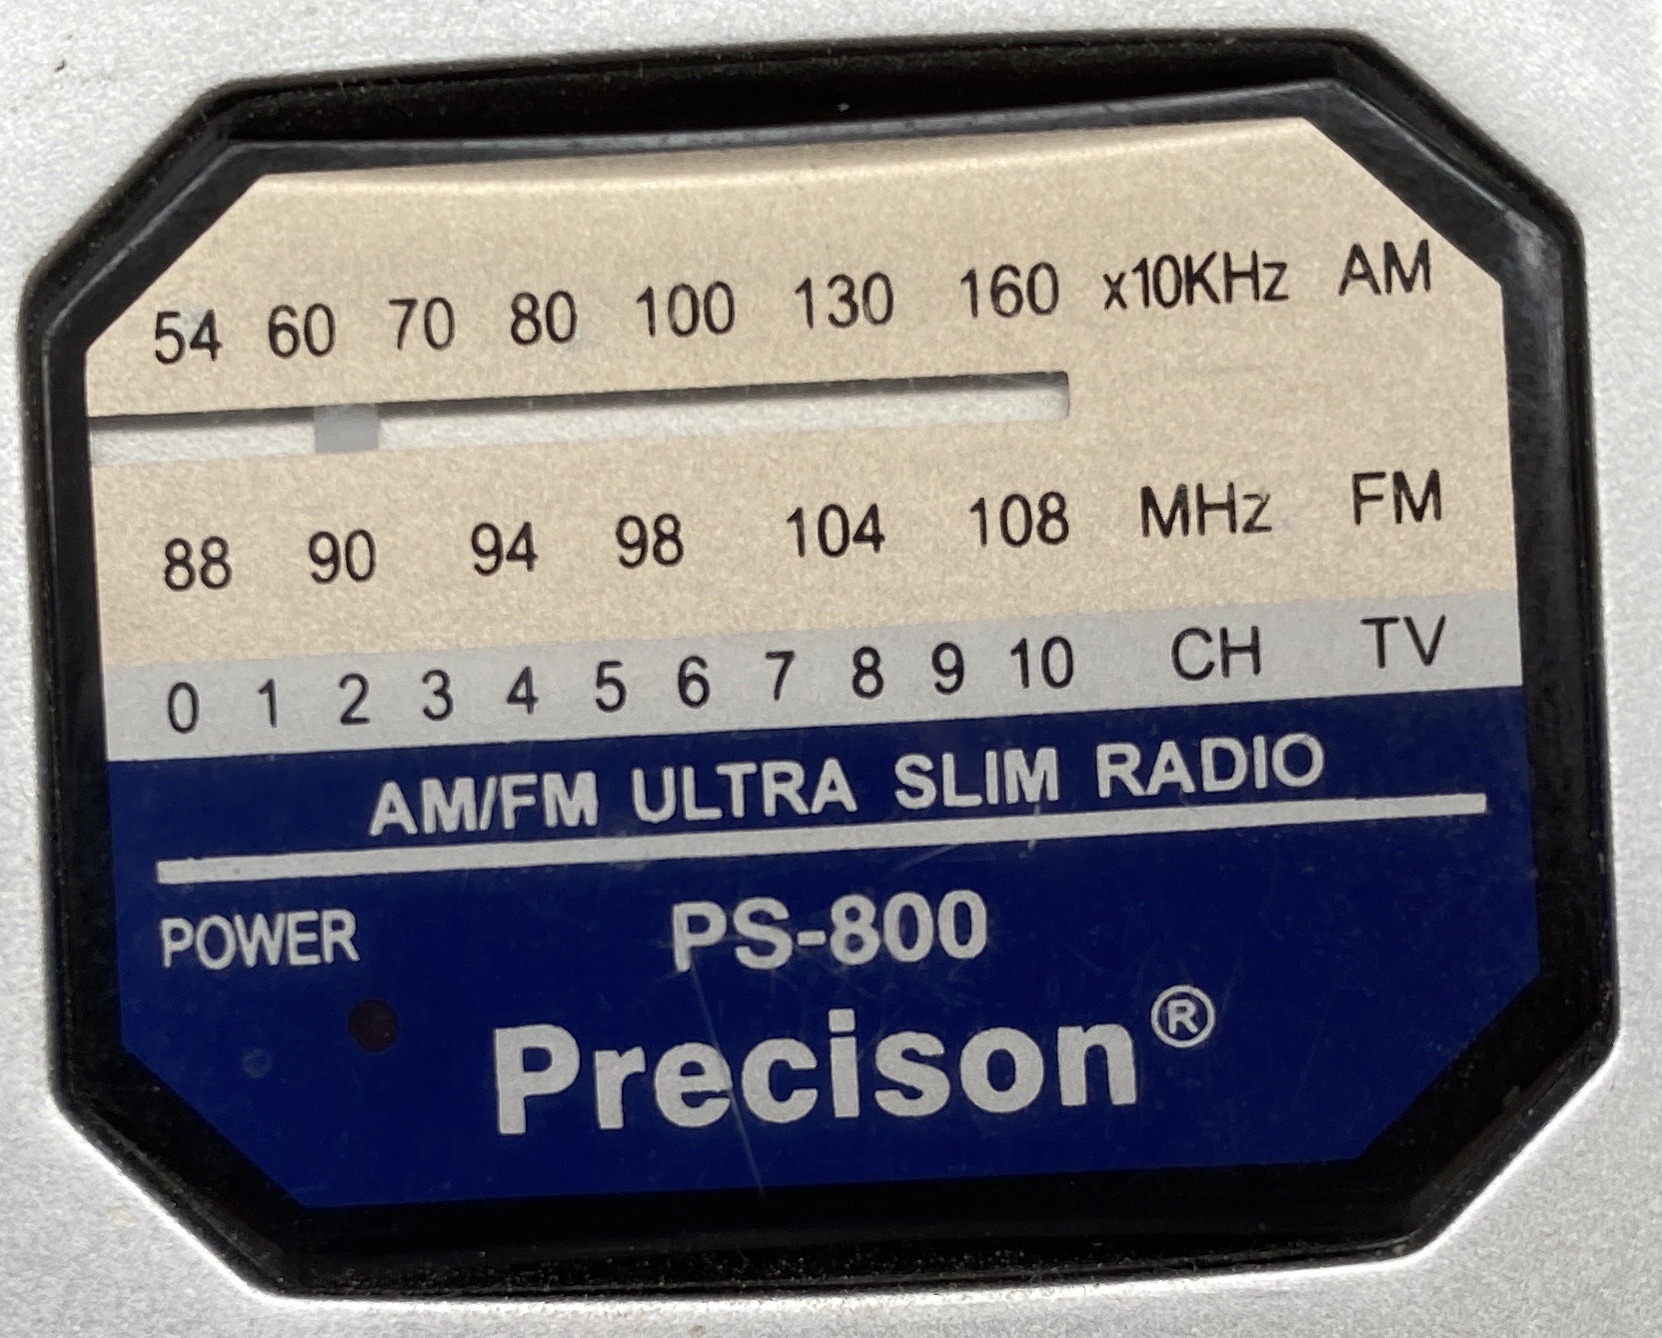 54 60 70 80 100 130 160 x10KHz AM
88 90 94 98 104 108 MHz FM
0 1 2 3 4 5 6 7 8 9 10 CH TV
AM/FM ULTRA SLIM RADIO
POWER PS-800
Precison®